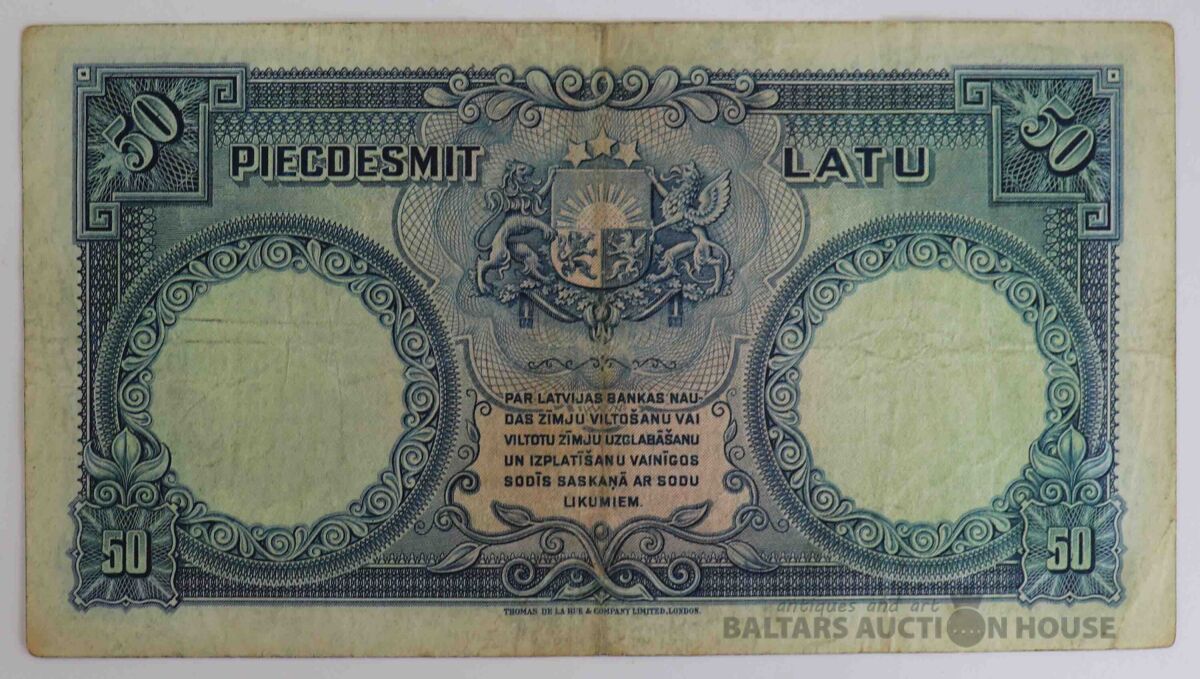 50
50
PIECDESMIT LATU
PAR LATVIJAS BANKAS NAU-
DAS ZĪMJU VILTOŠANU VAI
VILTOTU ZĪMJU UZGLABĀŠANU
UN IZPLATĪŠANU VAINĪGOS
SODĪS SASKAŅĀ AR SODU
LIKUMIEM.
50
50
THOMAS DE LA RUE & COMPANY LIMITED, LONDON.
antiques and art
BALTARS AUCTION HOUSE